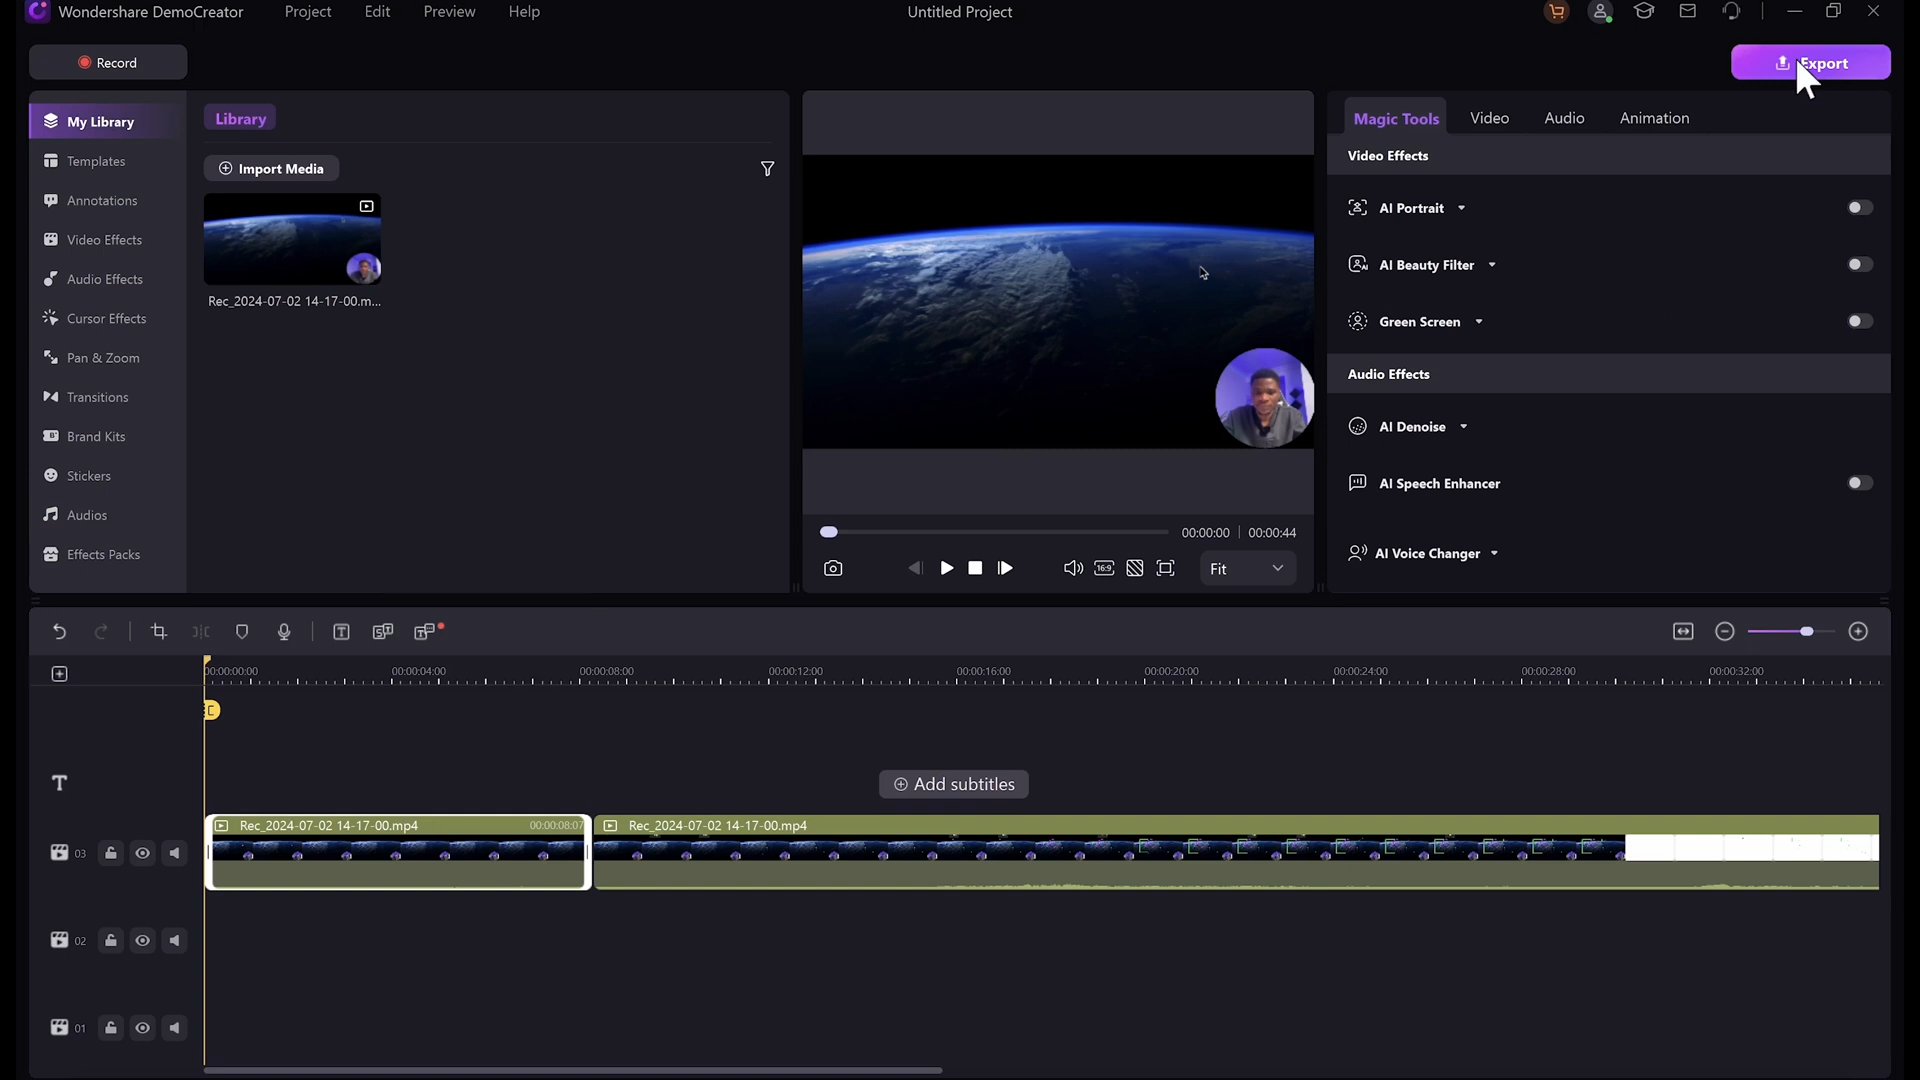 Wondershare DemoCreator
Project
Edit
Preview
Help
Untitled Project
Record
Export
My Library
Templates
Annotations
Video Effects
Audio Effects
Cursor Effects
Pan & Zoom
Transitions
Brand Kits
Stickers
Audios
Effects Packs
Library
Import Media
Rec_2024-07-02 14-17-00.m...
00:00:00 | 00:00:44
16:9
Fit
Magic Tools
Video
Audio
Animation
Video Effects
AI Portrait
AI Beauty Filter
Green Screen
Audio Effects
AI Denoise
AI Speech Enhancer
AI Voice Changer
00:00:00:00
00:00:04:00
00:00:08:00
00:00:12:00
00:00:16:00
00:00:20:00
00:00:24:00
00:00:28:00
00:00:32:00
Add subtitles
Rec_2024-07-02 14-17-00.mp4
00:00:08:07
Rec_2024-07-02 14-17-00.mp4
03
02
01